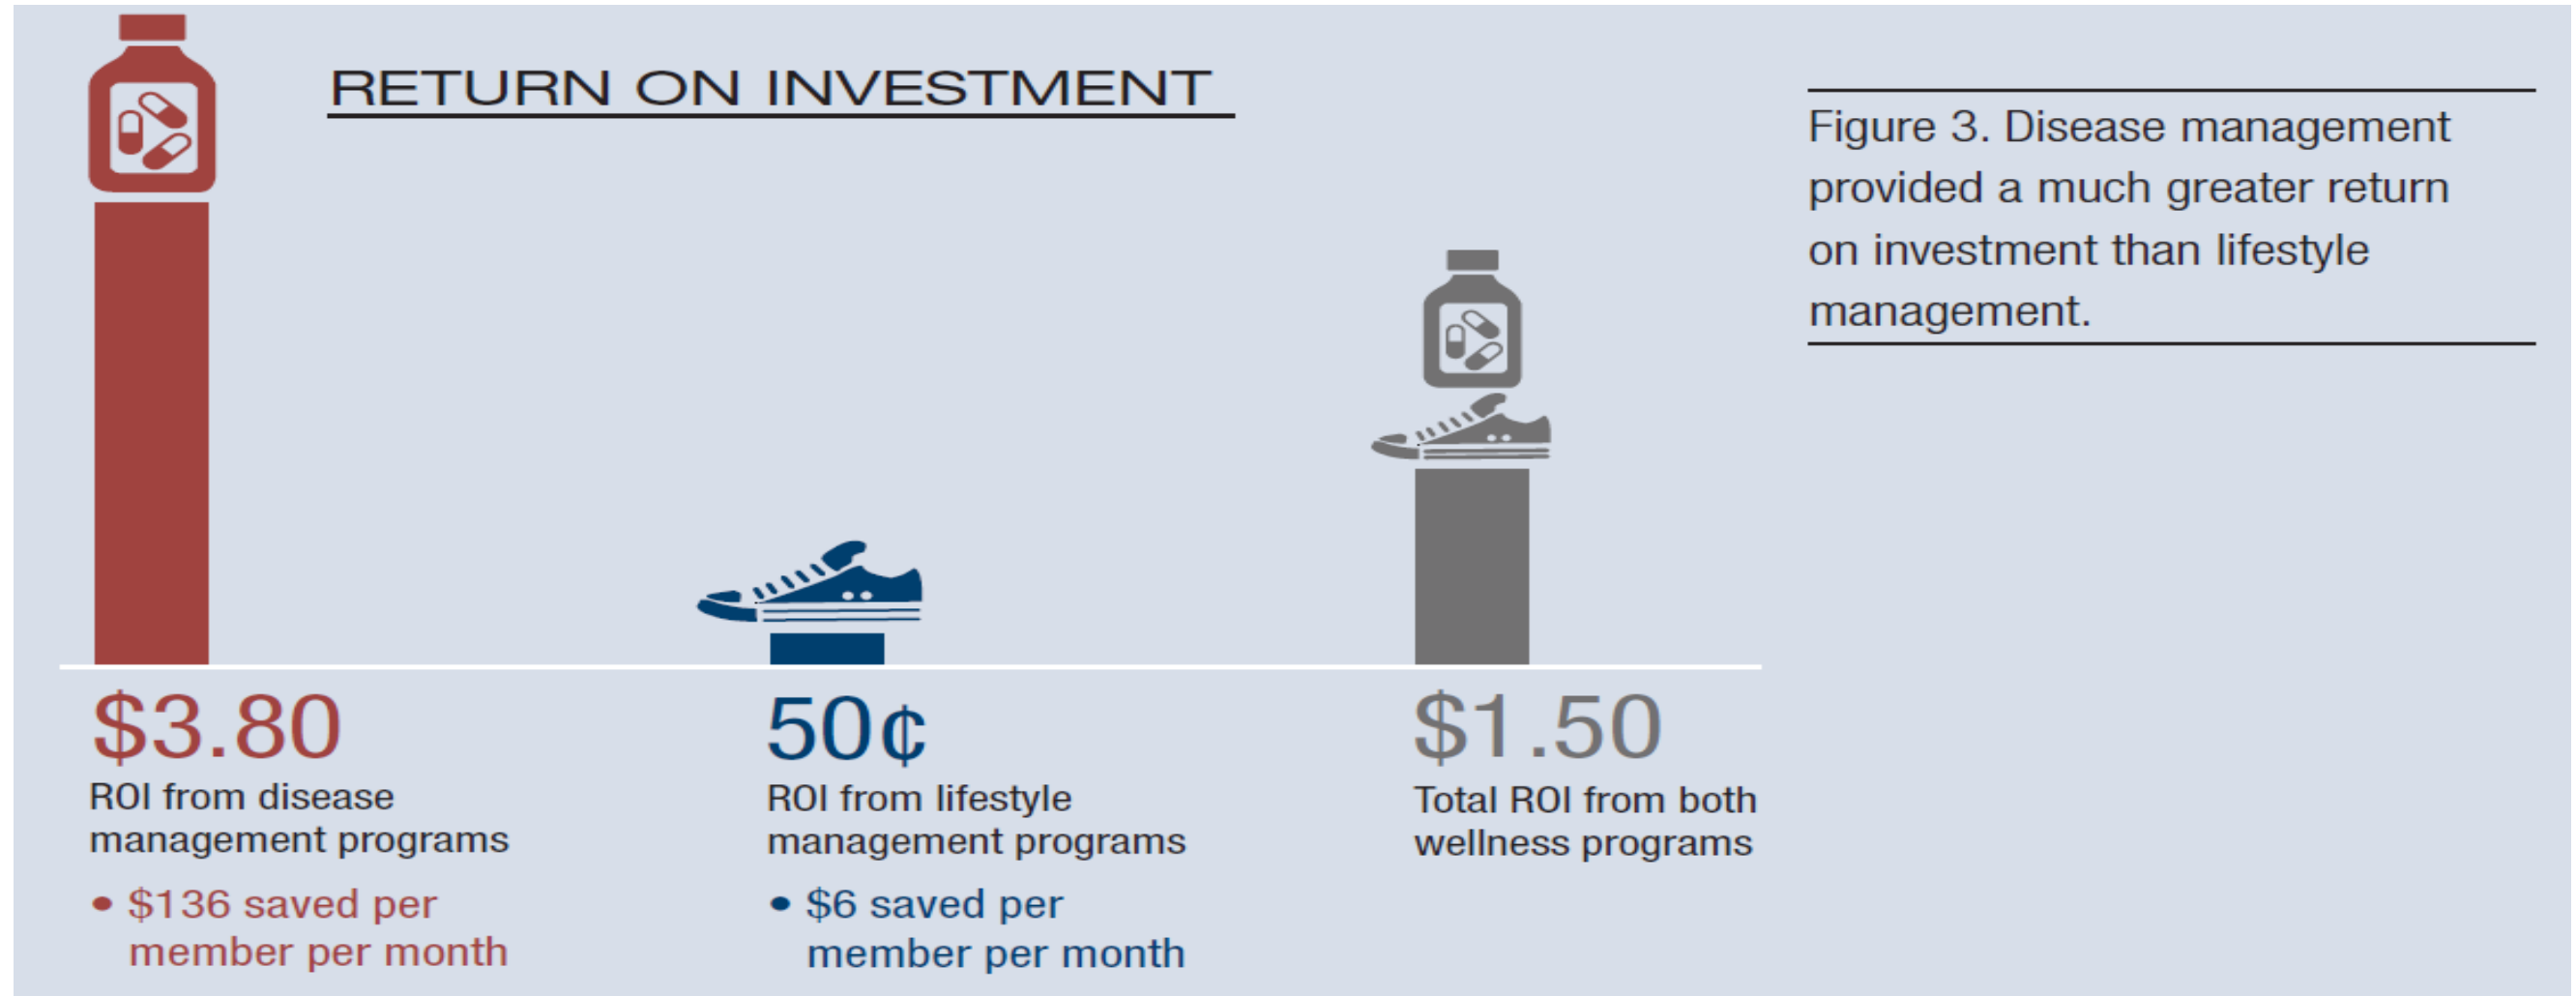 RETURN ON INVESTMENT
Figure 3. Disease management
provided a much greater return
on investment than lifestyle
management.
$3.80
ROI from disease
management programs
• $136 saved per
member per month
50¢
ROI from lifestyle
management programs
• $6 saved per
member per month
$1.50
Total ROI from both
wellness programs